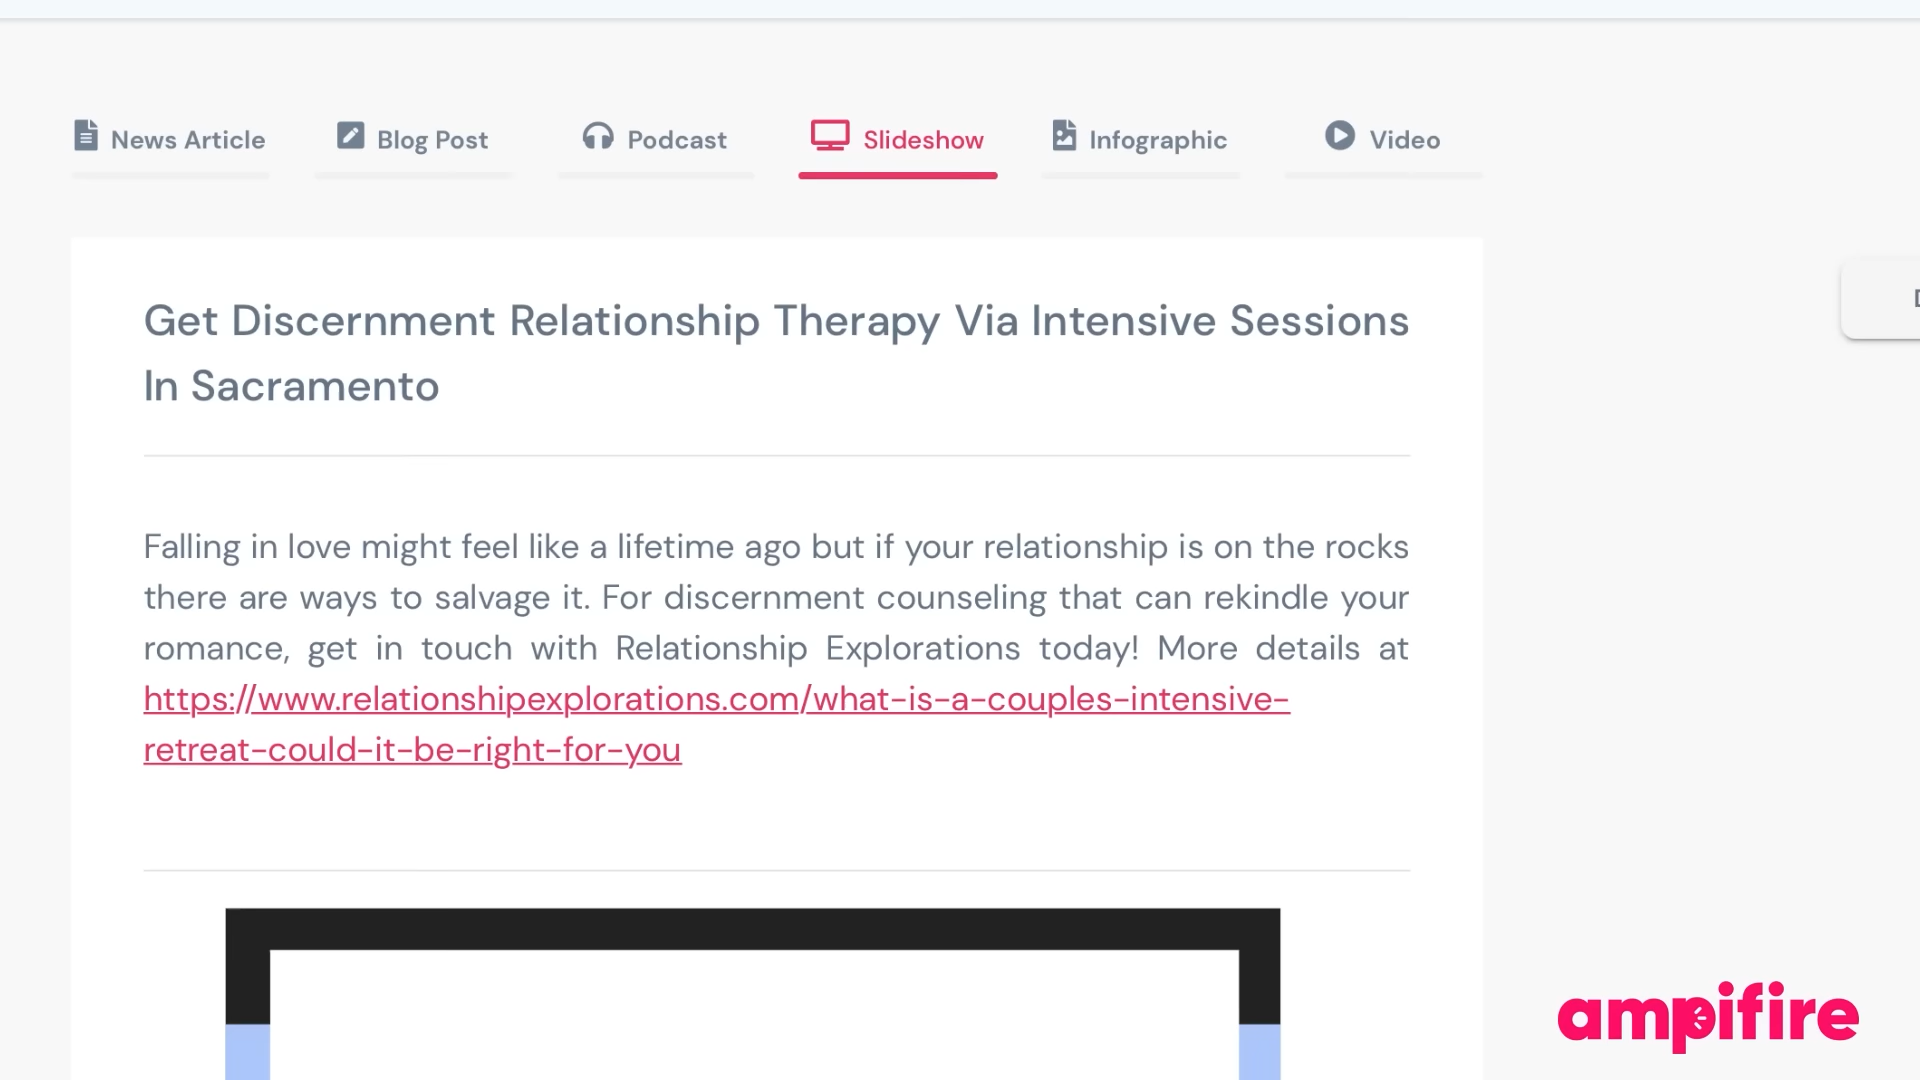 News Article
Blog Post
Podcast
Slideshow
Infographic
Video
Get Discernment Relationship Therapy Via Intensive Sessions
In Sacramento
Falling in love might feel like a lifetime ago but if your relationship is on the rocks
there are ways to salvage it. For discernment counseling that can rekindle your
romance, get in touch with Relationship Explorations today! More details at
https://www.relationshipexplorations.com/what-is-a-couples-intensive-
retreat-could-it-be-right-for-you
ampifire